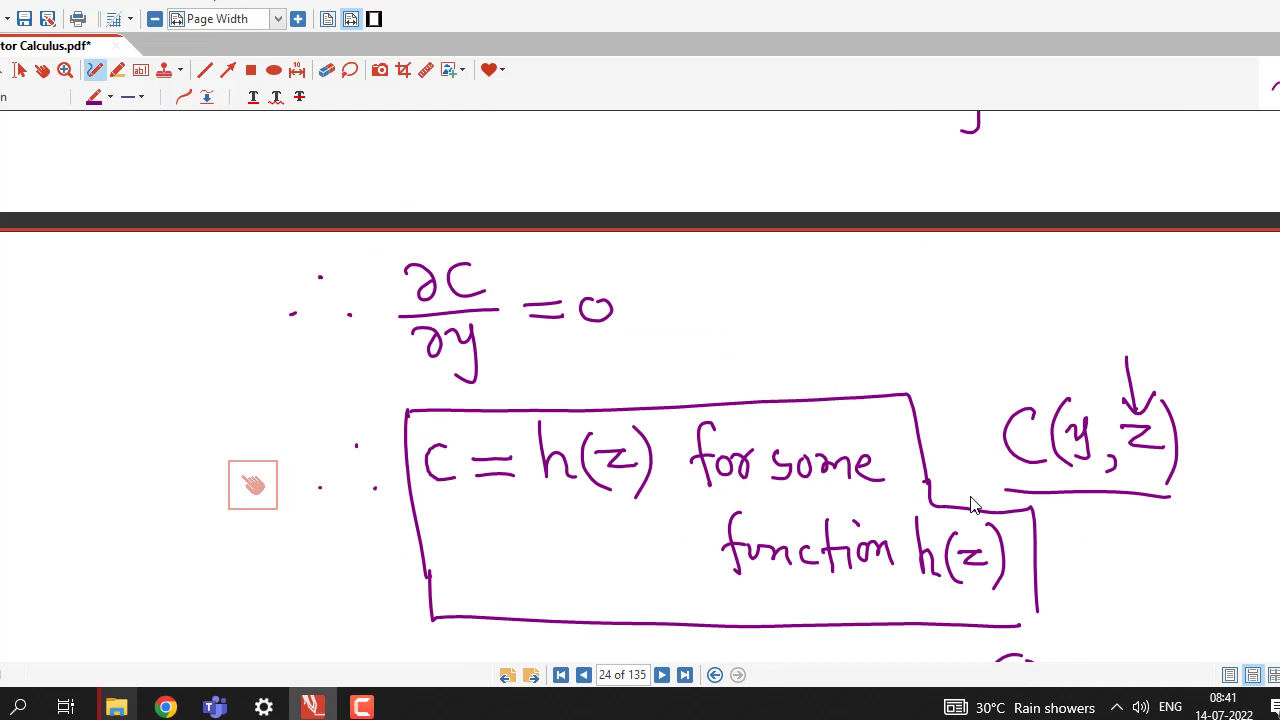 Page Width
tor Calculus.pdf*
n
∴ ∂C/∂y = 0
∴ C = h(z) for some
function h(z)
C(y, z)
24 of 135
30°C Rain showers
ENG
08:41
14-07-2022